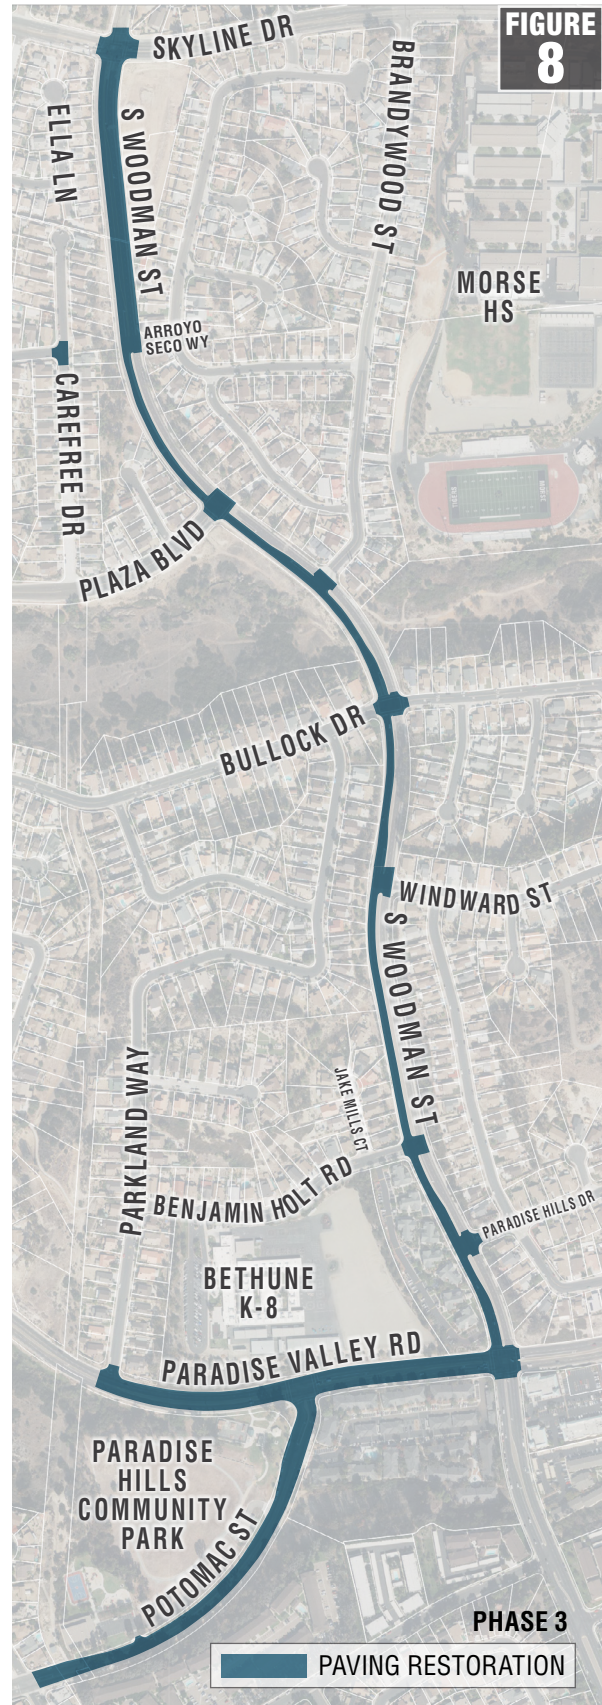 FIGURE
8
SKYLINE DR
BRANDYWOOD ST
ELLA LN
S WOODMAN ST
MORSE
HS
ARROYO
SECO WY
CAREFREE DR
PLAZA BLVD
BULLOCK DR
WINDWARD ST
S WOODMAN ST
JAKE MILLS CT
PARKLAND WAY
BENJAMIN HOLT RD
PARADISE HILLS DR
BETHUNE
K-8
PARADISE VALLEY RD
PARADISE
HILLS
COMMUNITY
PARK
POTOMAC ST
PHASE 3
PAVING RESTORATION